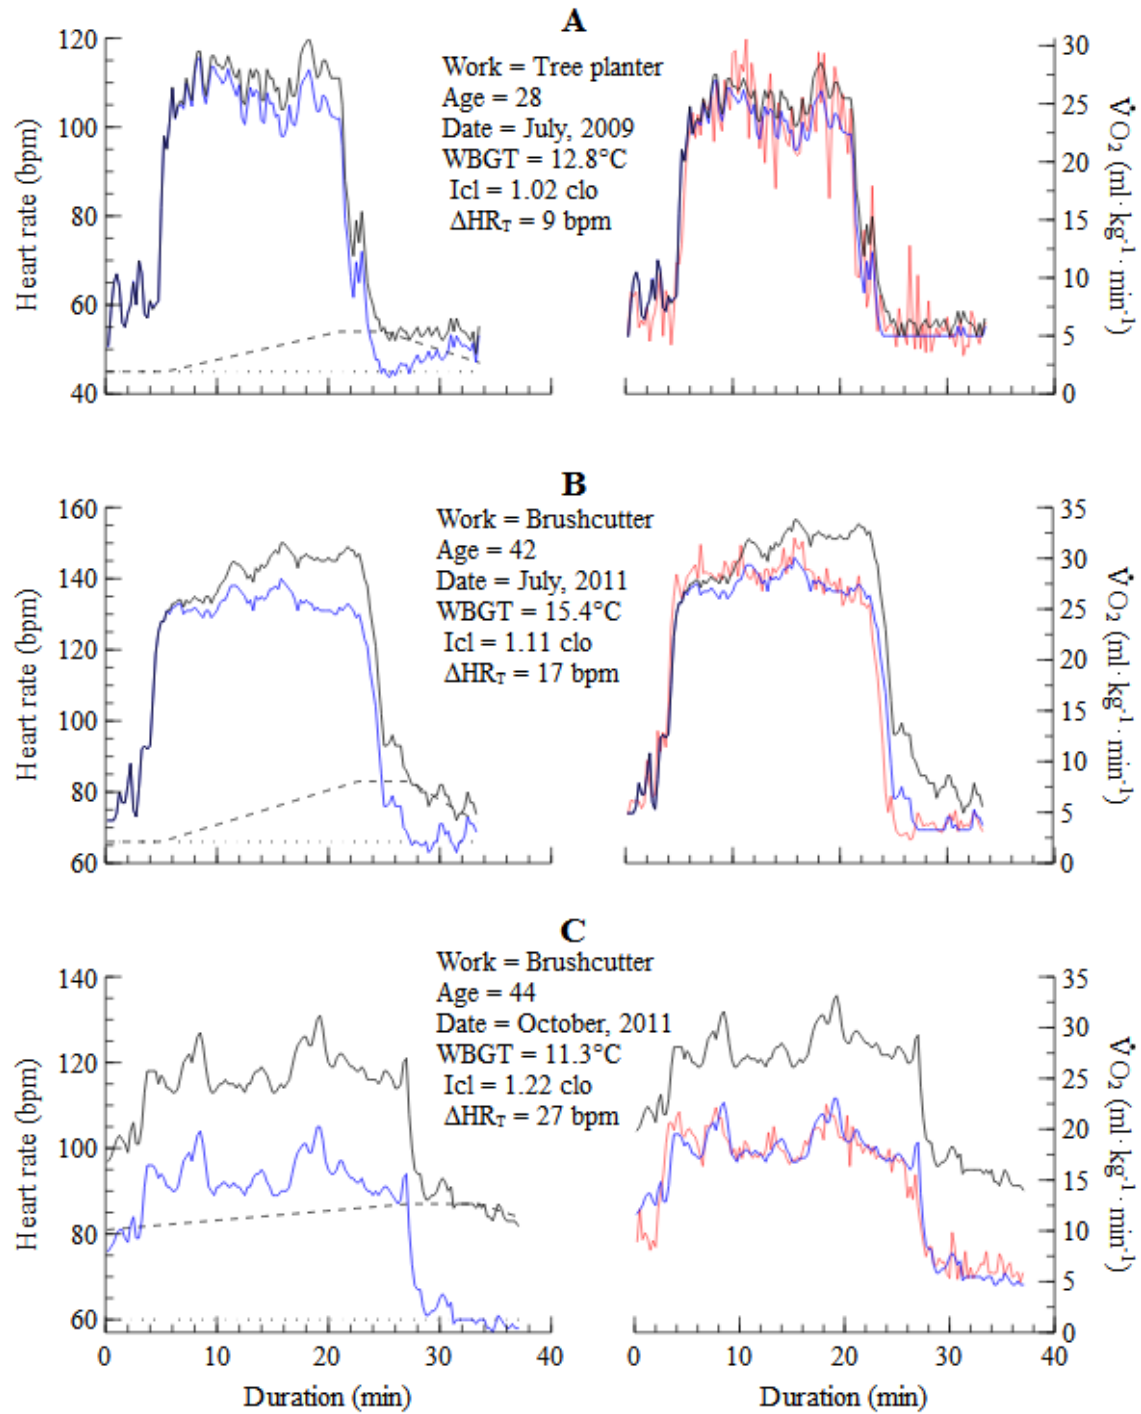 A
120
100
80
60
40
Heart rate (bpm)
Work = Tree planter
Age = 28
Date = July, 2009
WBGT = 12.8°C
Icl = 1.02 clo
ΔHR_T = 9 bpm
30
25
20
15
10
5
0
V̇O₂ (ml· kg⁻¹· min⁻¹)
B
160
140
120
100
80
60
Heart rate (bpm)
Work = Brushcutter
Age = 42
Date = July, 2011
WBGT = 15.4°C
Icl = 1.11 clo
ΔHR_T = 17 bpm
35
30
25
20
15
10
5
0
V̇O₂ (ml· kg⁻¹· min⁻¹)
C
140
120
100
80
60
Heart rate (bpm)
Work = Brushcutter
Age = 44
Date = October, 2011
WBGT = 11.3°C
Icl = 1.22 clo
ΔHR_T = 27 bpm
35
30
25
20
15
10
5
0
V̇O₂ (ml· kg⁻¹· min⁻¹)
0 10 20 30 40
Duration (min)
0 10 20 30 40
Duration (min)